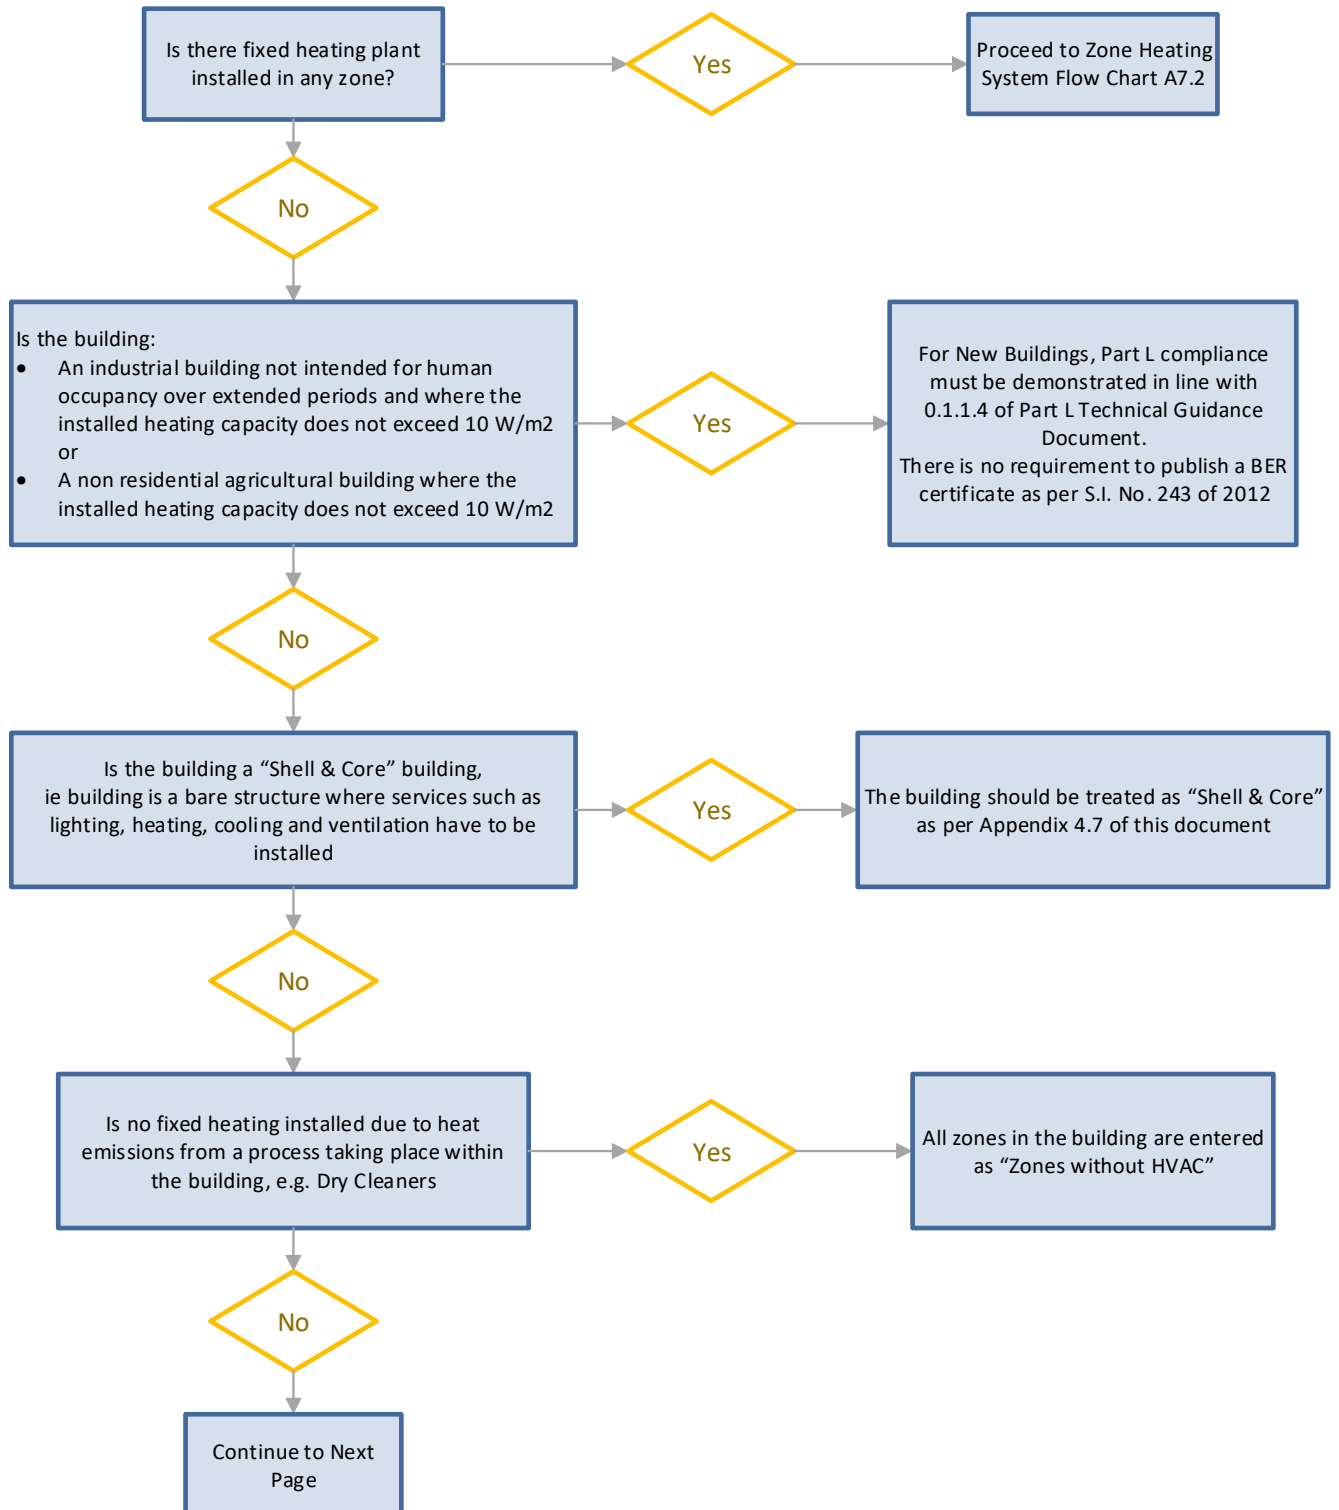 Is there fixed heating plant
installed in any zone?
Yes
Proceed to Zone Heating
System Flow Chart A7.2
No
Is the building:
• An industrial building not intended for human
occupancy over extended periods and where the
installed heating capacity does not exceed 10 W/m2
or
• A non residential agricultural building where the
installed heating capacity does not exceed 10 W/m2
Yes
For New Buildings, Part L compliance
must be demonstrated in line with
0.1.1.4 of Part L Technical Guidance
Document.
There is no requirement to publish a BER
certificate as per S.I. No. 243 of 2012
No
Is the building a “Shell & Core” building,
ie building is a bare structure where services such as
lighting, heating, cooling and ventilation have to be
installed
Yes
The building should be treated as “Shell & Core”
as per Appendix 4.7 of this document
No
Is no fixed heating installed due to heat
emissions from a process taking place within
the building, e.g. Dry Cleaners
Yes
All zones in the building are entered
as “Zones without HVAC”
No
Continue to Next
Page